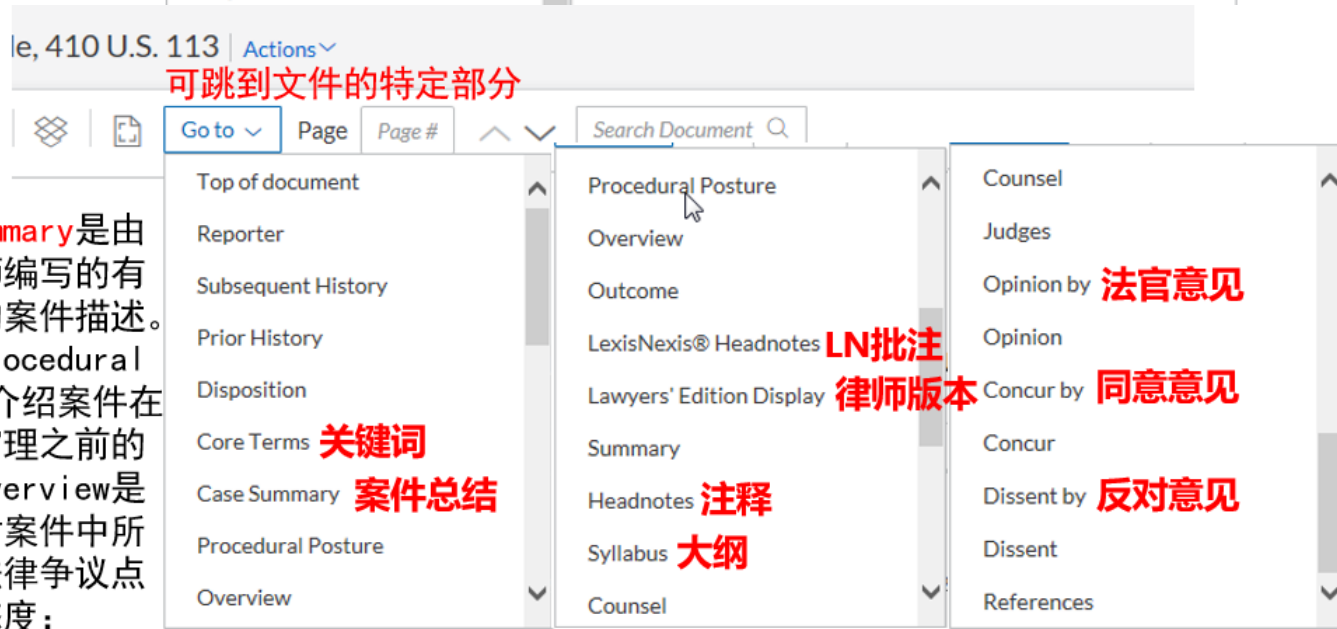 e, 410 U.S. 113 Actions
可跳到文件的特定部分
Go to Page Page # Search Document
Top of document
Reporter
Subsequent History
Prior History
Disposition
Core Terms 关键词
Case Summary 案件总结
Procedural Posture
Overview
Procedural Posture
Overview
Outcome
LexisNexis® Headnotes LN批注
Lawyers' Edition Display 律师版本
Summary
Headnotes 注释
Syllabus 大纲
Counsel
Counsel
Judges
Opinion by 法官意见
Opinion
Concur by 同意意见
Concur
Dissent by 反对意见
Dissent
References
mary是由
编写的有
案件描述。
ocedural
介绍案件在
理之前的
erview是
案件中所
律争议点
度：